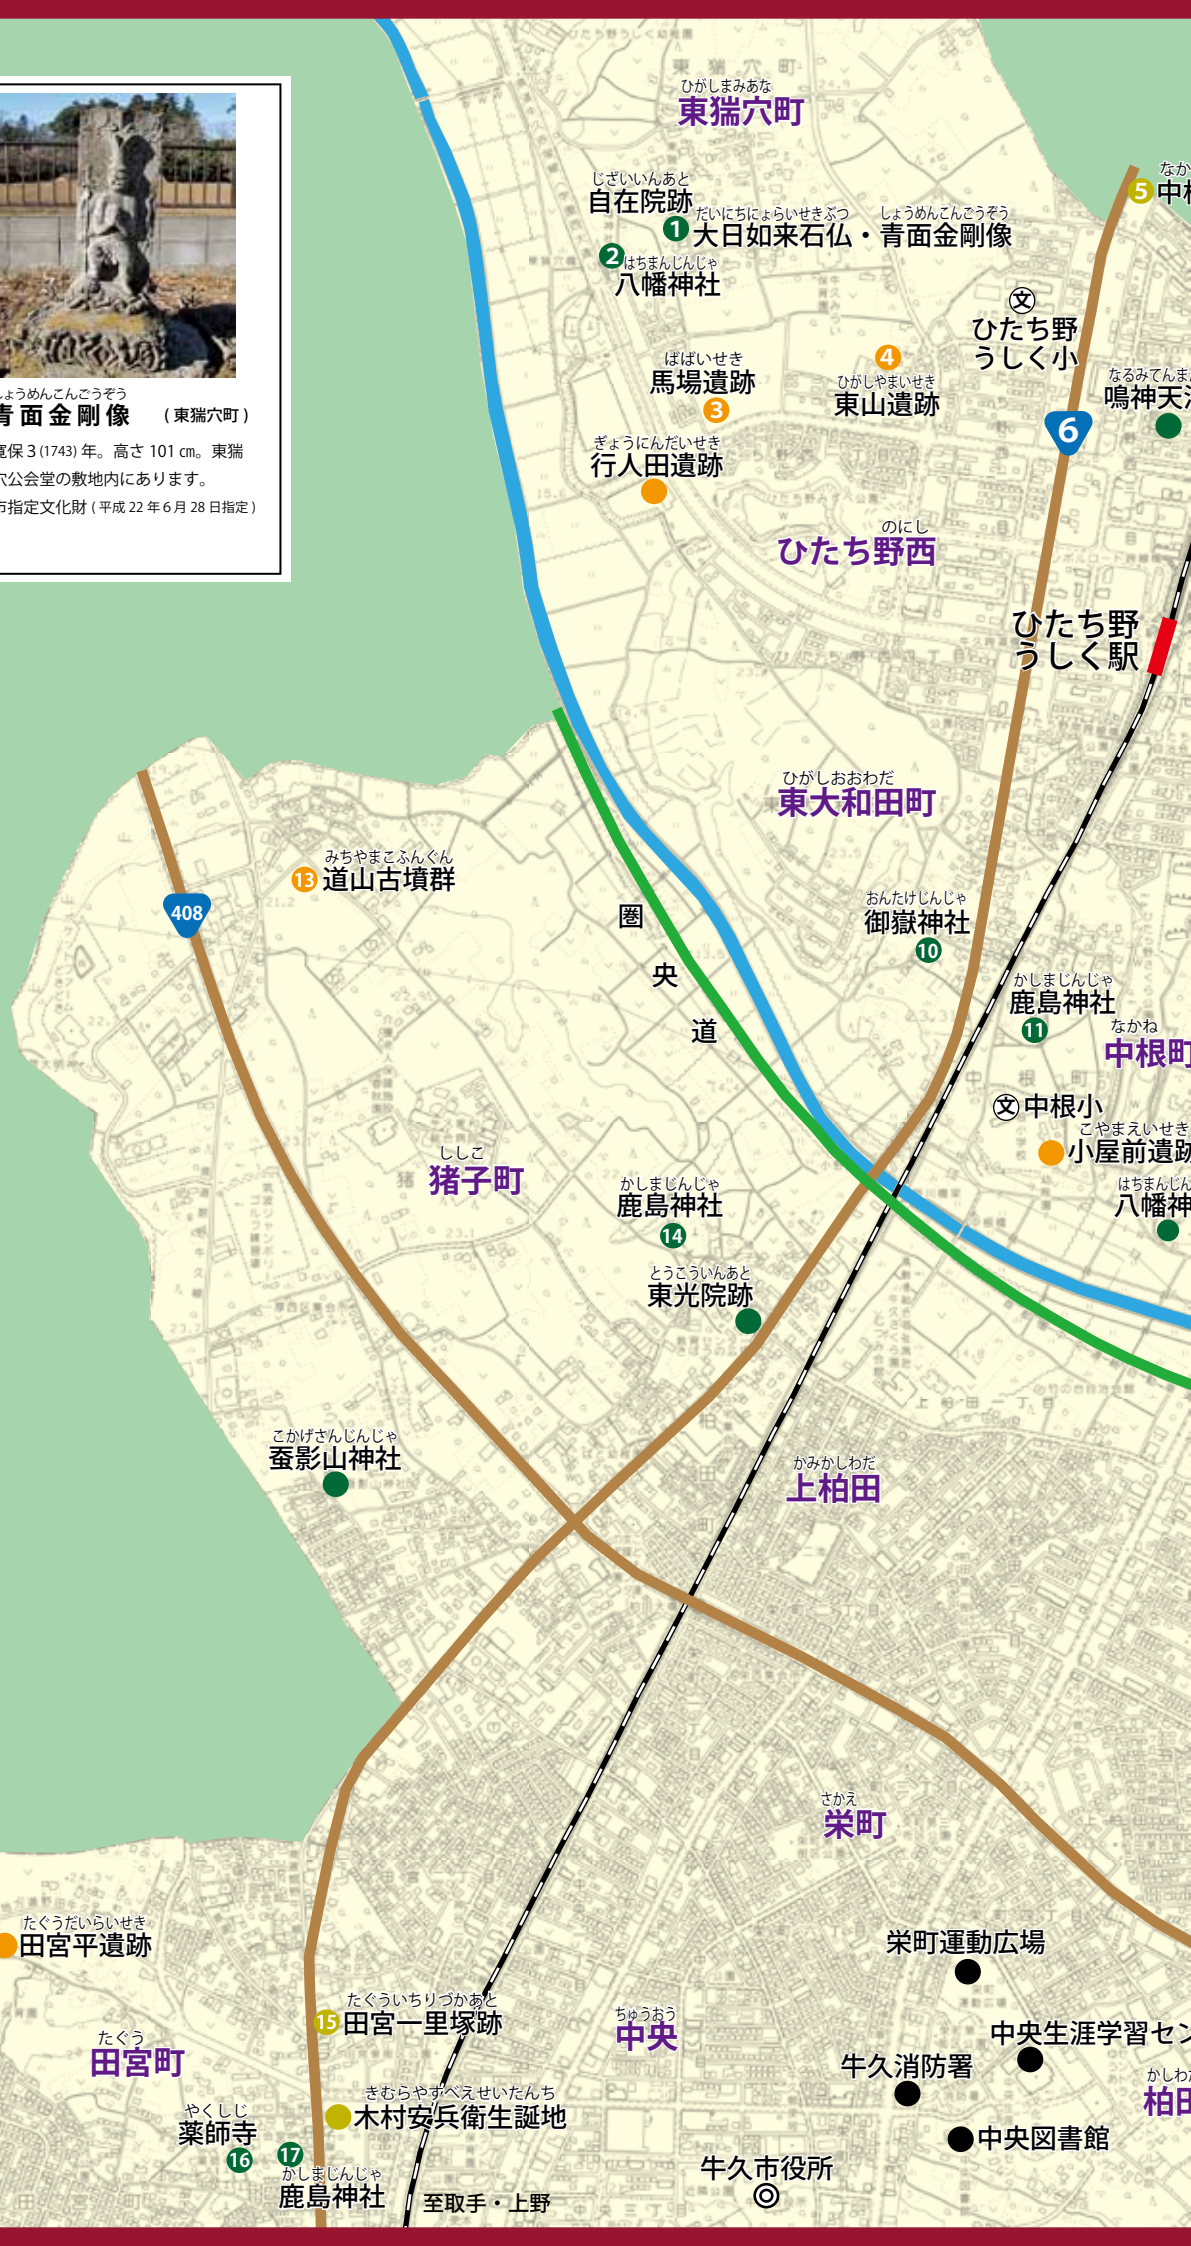 ひがしまみあな
東猯穴町
じざいいんあと
自在院跡
1
だいにちにょらいせきぶつ しょうめんこんごうぞう
大日如来石仏・青面金剛像
2
はちまんじんじゃ
八幡神社
なか
5
中
文
ひたち野
うしく小
ばばいせき
馬場遺跡
3
4
ひがしやまいせき
東山遺跡
なるみてん
鳴神天
6
ぎょうにんだいせき
行人田遺跡
しょうめんこんごうぞう
青面金剛像 (東猯穴町)
寛保3(1743)年。高さ101㎝。東猯
穴公会堂の敷地内にあります。
市指定文化財(平成22年6月28日指定)
のにし
ひたち野西
ひたち野
うしく駅
ひがしおおわだ
東大和田町
みちやまこふんぐん
13
道山古墳群
408
圏
央
道
おんたけじんじゃ
御嶽神社
10
かしまじんじゃ
鹿島神社
11
なかね
中根町
文
中根小
こやまえいせき
小屋前遺跡
はちまんじん
八幡神
ししこ
猪子町
かしまじんじゃ
鹿島神社
14
とうこういんあと
東光院跡
こかげさんじんじゃ
蚕影山神社
かみかしわだ
上柏田
さかえ
栄町
たぐうだいらいせき
田宮平遺跡
栄町運動広場
たぐういちりづかあと
15
田宮一里塚跡
ちゅうおう
中央
中央生涯学習セン
たぐう
田宮町
牛久消防署
かしわ
柏田
きむらやすべえせいたんち
木村安兵衛生誕地
やくしじ
薬師寺
16
17
かしまじんじゃ
鹿島神社
中央図書館
牛久市役所
至取手・上野